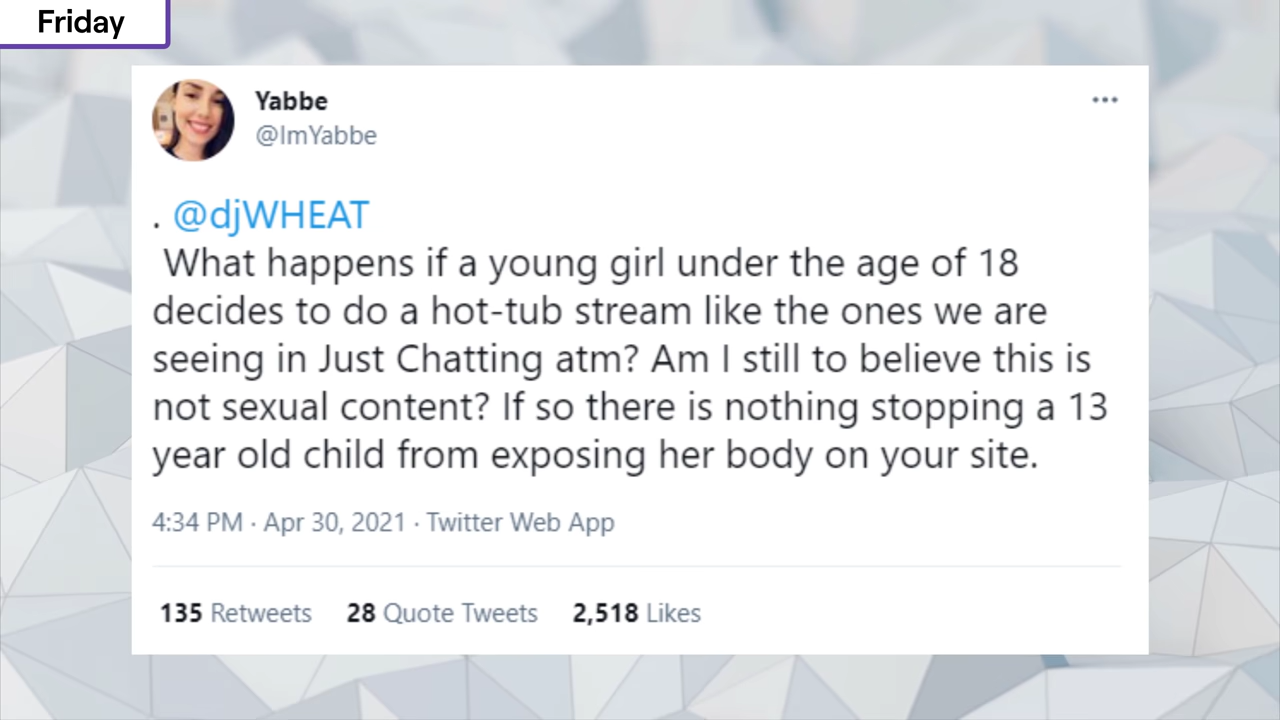 Friday
Yabbe
@ImYabbe
. @djWHEAT
What happens if a young girl under the age of 18
decides to do a hot-tub stream like the ones we are
seeing in Just Chatting atm? Am I still to believe this is
not sexual content? If so there is nothing stopping a 13
year old child from exposing her body on your site.
4:34 PM · Apr 30, 2021 · Twitter Web App
135 Retweets 28 Quote Tweets 2,518 Likes